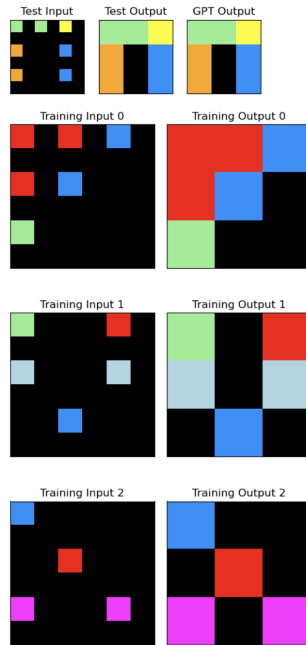 Test Input
Test Output
GPT Output
Training Input 0
Training Output 0
Training Input 1
Training Output 1
Training Input 2
Training Output 2